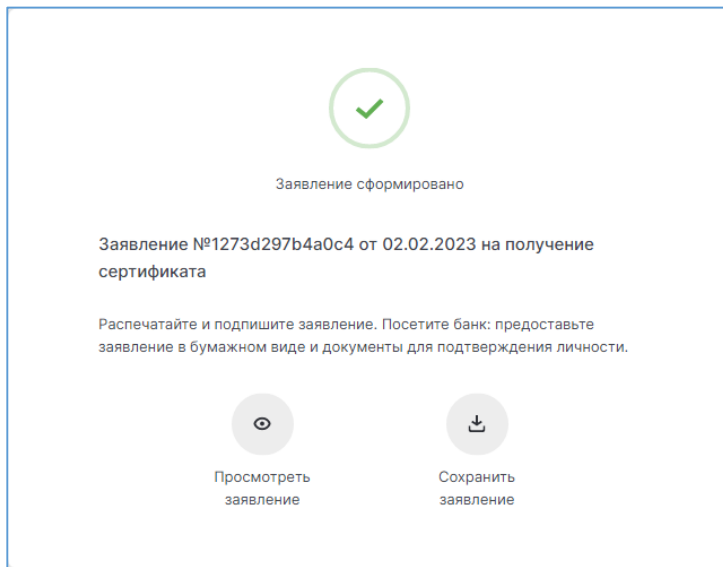 Заявление сформировано
Заявление №1273d297b4a0c4 от 02.02.2023 на получение
сертификата
Распечатайте и подпишите заявление. Посетите банк: предоставьте
заявление в бумажном виде и документы для подтверждения личности.
Просмотреть
заявление
Сохранить
заявление